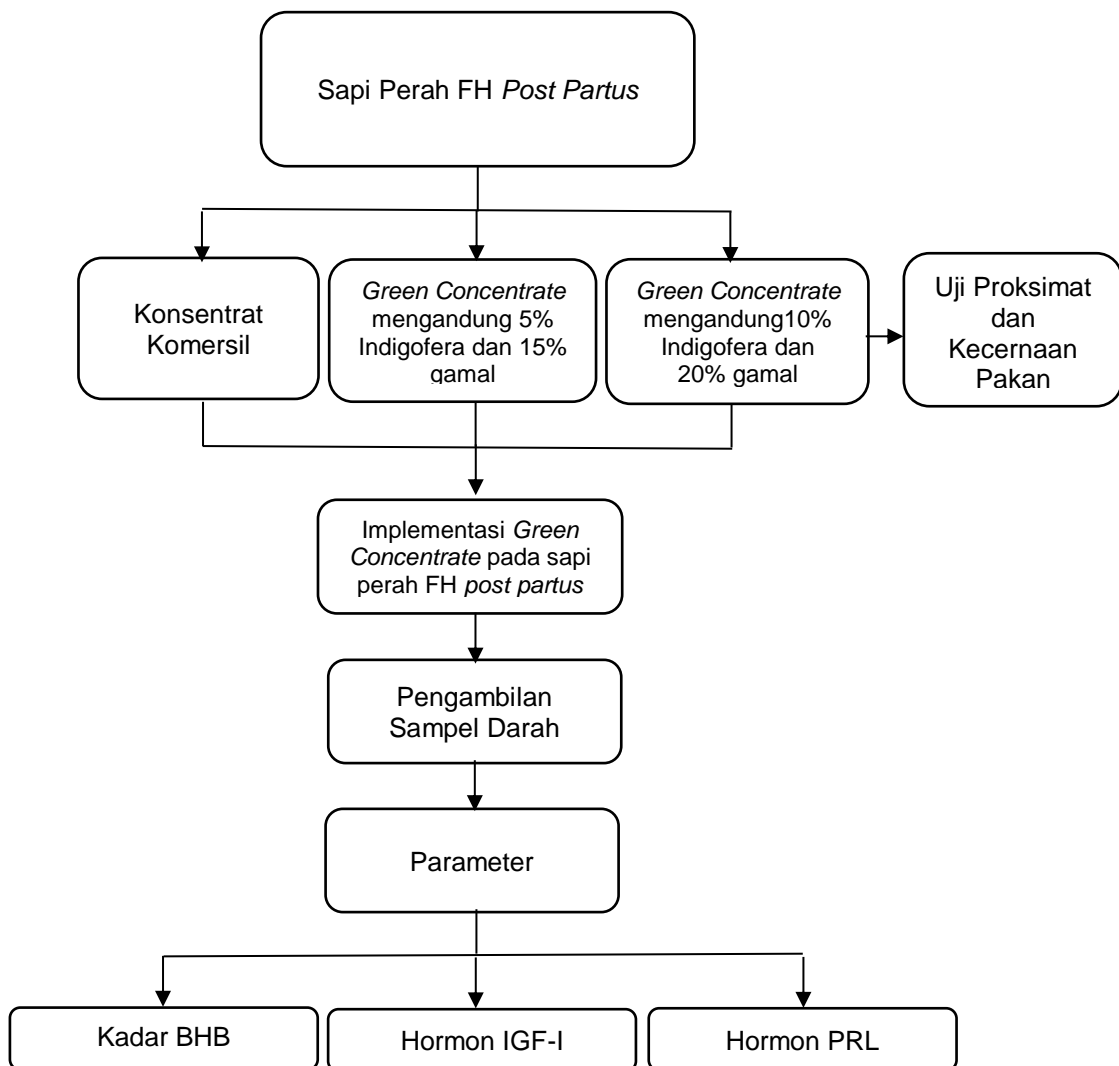 Sapi Perah FH Post Partus
Konsentrat
Komersil
Green Concentrate
mengandung 5%
Indigofera dan 15%
gamal
Green Concentrate
mengandung10%
Indigofera dan
20% gamal
Uji Proksimat
dan
Kecernaan
Pakan
Implementasi Green
Concentrate pada sapi
perah FH post partus
Pengambilan
Sampel Darah
Parameter
Kadar BHB
Hormon IGF-I
Hormon PRL